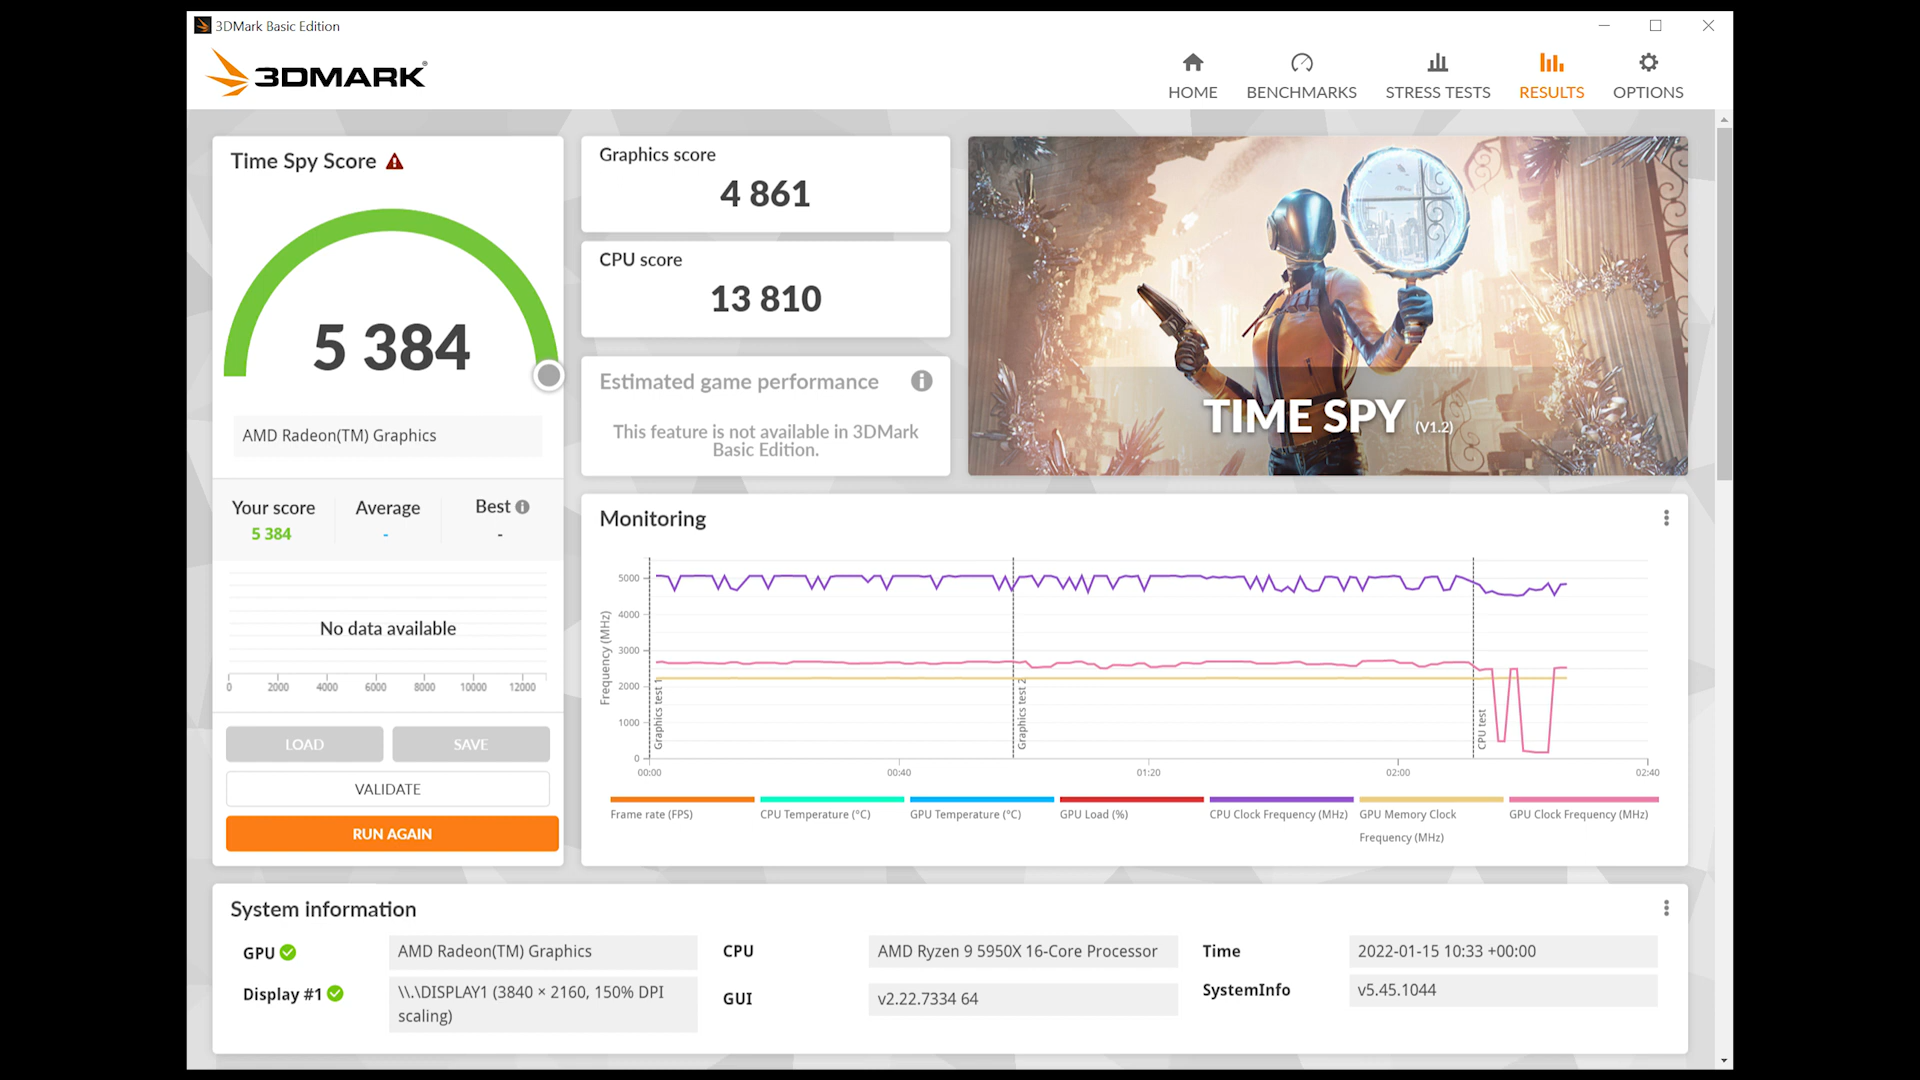 3DMark Basic Edition
3DMARK®
HOME
BENCHMARKS
STRESS TESTS
RESULTS
OPTIONS
Time Spy Score
5 384
AMD Radeon(TM) Graphics
Your score
5 384
Average
-
Best
-
No data available
0 2000 4000 6000 8000 10000 12000
LOAD
SAVE
VALIDATE
RUN AGAIN
Graphics score
4 861
CPU score
13 810
Estimated game performance
This feature is not available in 3DMark
Basic Edition.
TIME SPY (V1.2)
Monitoring
Frequency (MHz)
5000
4000
3000
2000
1000
0
Graphics test 1
Graphics test 2
CPU test
00:00 00:40 01:20 02:00 02:40
Frame rate (FPS)
CPU Temperature (°C)
GPU Temperature (°C)
GPU Load (%)
CPU Clock Frequency (MHz)
GPU Memory Clock
Frequency (MHz)
GPU Clock Frequency (MHz)
System information
GPU
AMD Radeon(TM) Graphics
Display #1
\\.\DISPLAY1 (3840 × 2160, 150% DPI
scaling)
CPU
AMD Ryzen 9 5950X 16-Core Processor
GUI
v2.22.7334 64
Time
2022-01-15 10:33 +00:00
SystemInfo
v5.45.1044